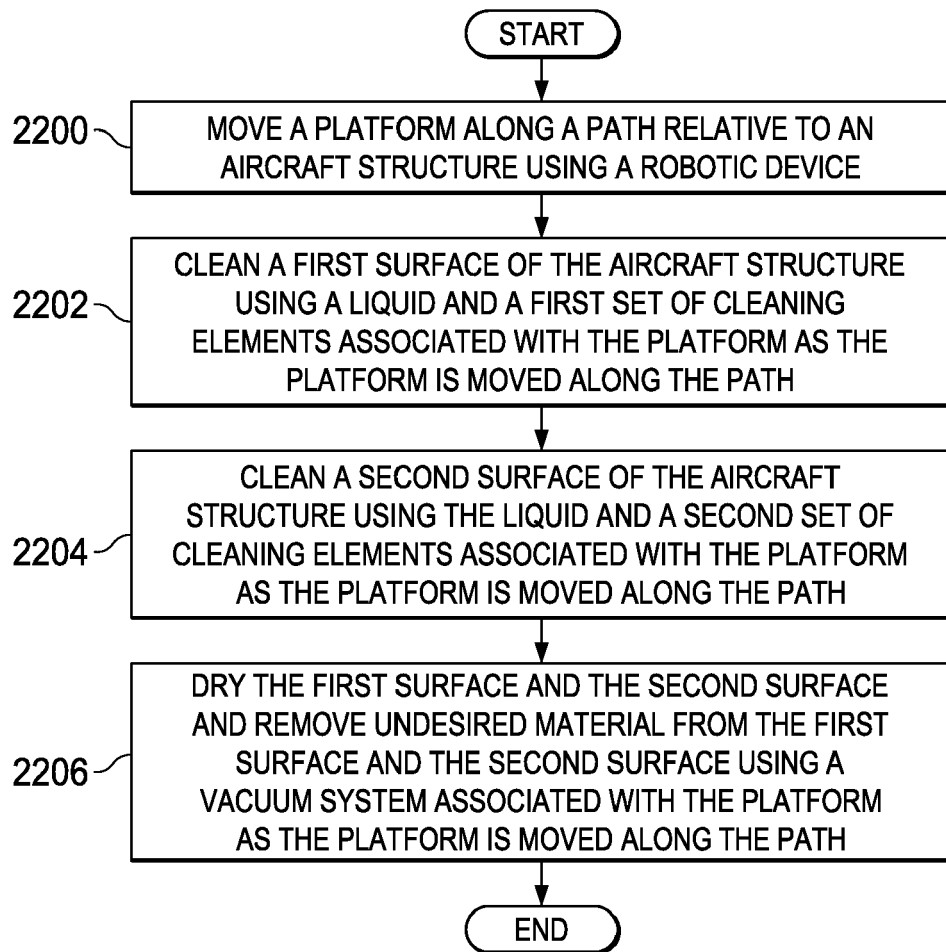 START
2200
MOVE A PLATFORM ALONG A PATH RELATIVE TO AN
AIRCRAFT STRUCTURE USING A ROBOTIC DEVICE
2202
CLEAN A FIRST SURFACE OF THE AIRCRAFT STRUCTURE
USING A LIQUID AND A FIRST SET OF CLEANING
ELEMENTS ASSOCIATED WITH THE PLATFORM AS THE
PLATFORM IS MOVED ALONG THE PATH
2204
CLEAN A SECOND SURFACE OF THE AIRCRAFT
STRUCTURE USING THE LIQUID AND A SECOND SET OF
CLEANING ELEMENTS ASSOCIATED WITH THE PLATFORM
AS THE PLATFORM IS MOVED ALONG THE PATH
2206
DRY THE FIRST SURFACE AND THE SECOND SURFACE
AND REMOVE UNDESIRED MATERIAL FROM THE FIRST
SURFACE AND THE SECOND SURFACE USING A
VACUUM SYSTEM ASSOCIATED WITH THE PLATFORM
AS THE PLATFORM IS MOVED ALONG THE PATH
END